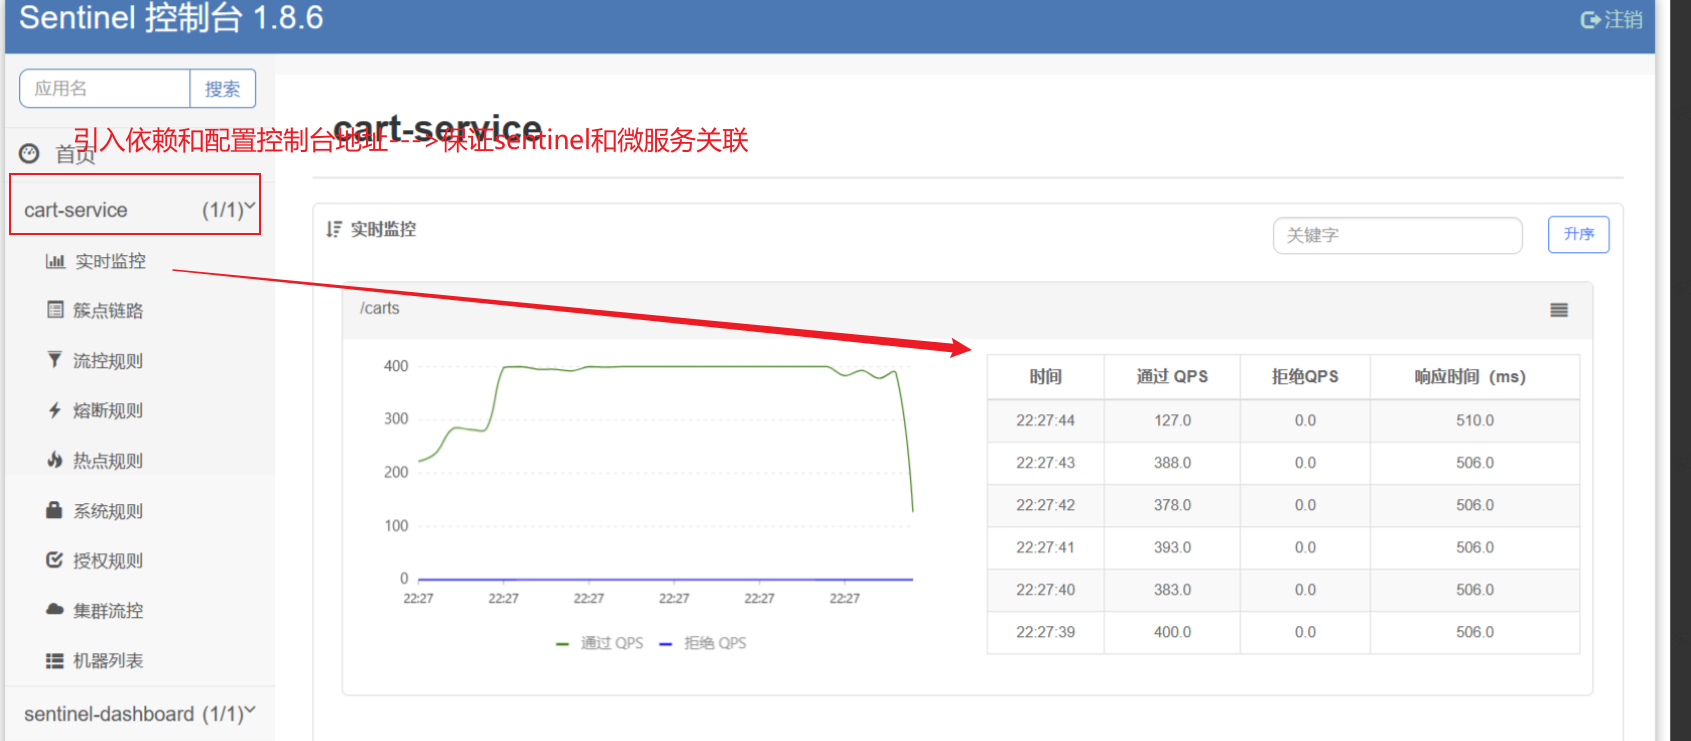 Sentinel 控制台 1.8.6
注销
应用名
搜索
cart-service
引入依赖和配置控制台地址--->保证sentinel和微服务关联
首页
cart-service (1/1)
实时监控
簇点链路
流控规则
熔断规则
热点规则
系统规则
授权规则
集群流控
机器列表
sentinel-dashboard (1/1)
实时监控
关键字
升序
/carts
400
300
200
100
0
22:27 22:27 22:27 22:27 22:27 22:27
通过 QPS 拒绝 QPS
时间 通过 QPS 拒绝QPS 响应时间 (ms)
22:27:44 127.0 0.0 510.0
22:27:43 388.0 0.0 506.0
22:27:42 378.0 0.0 506.0
22:27:41 393.0 0.0 506.0
22:27:40 383.0 0.0 506.0
22:27:39 400.0 0.0 506.0